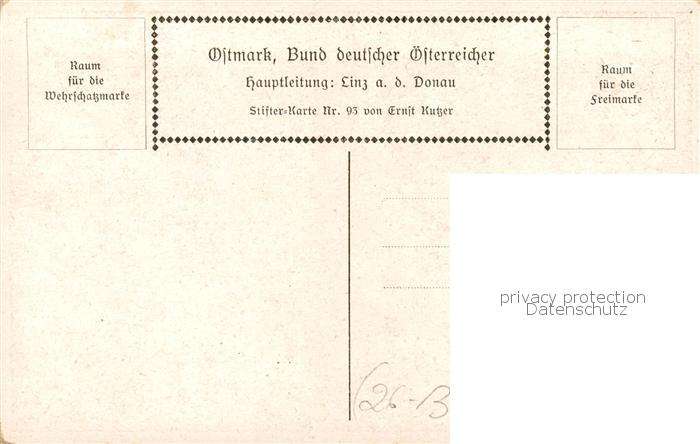 Raum
für die
Wehrschatzmarke
Ostmark, Bund deutscher Österreicher
Hauptleitung: Linz a. d. Donau
Stifter-Karte Nr. 93 von Ernst Kutzer
Raum
für die
Freimarke
privacy protection
Datenschutz
(26-B